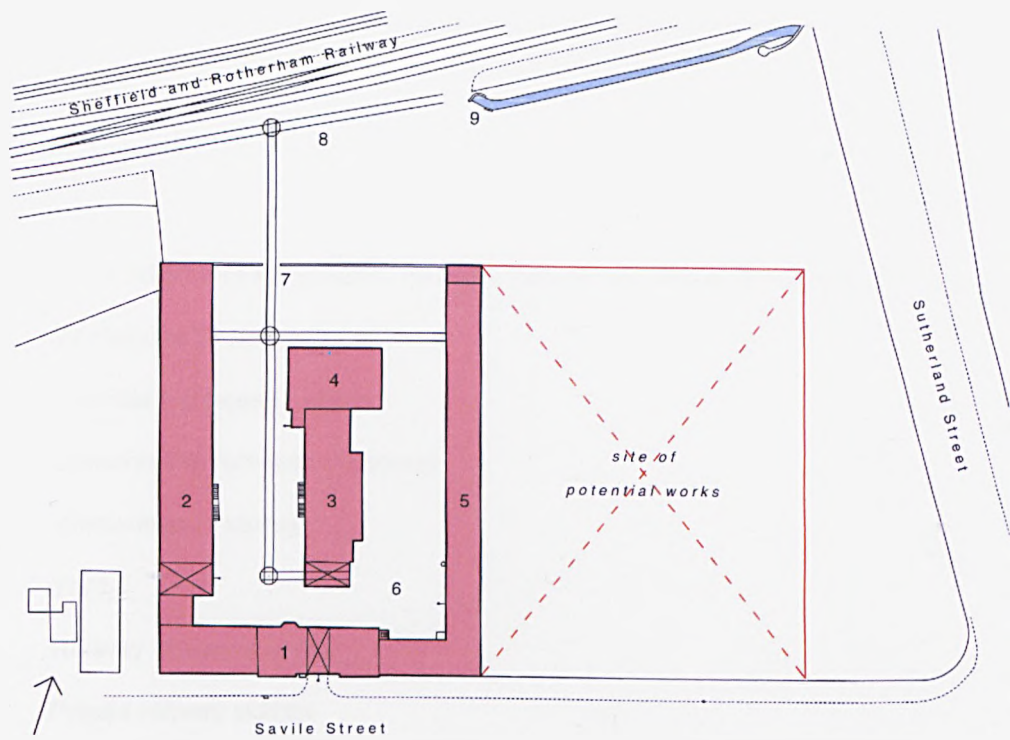 Sheffield and Rotherham Railway
9
8
7
4
Sutherland Street
site of
potential works
2
3
5
6
1
Savile Street